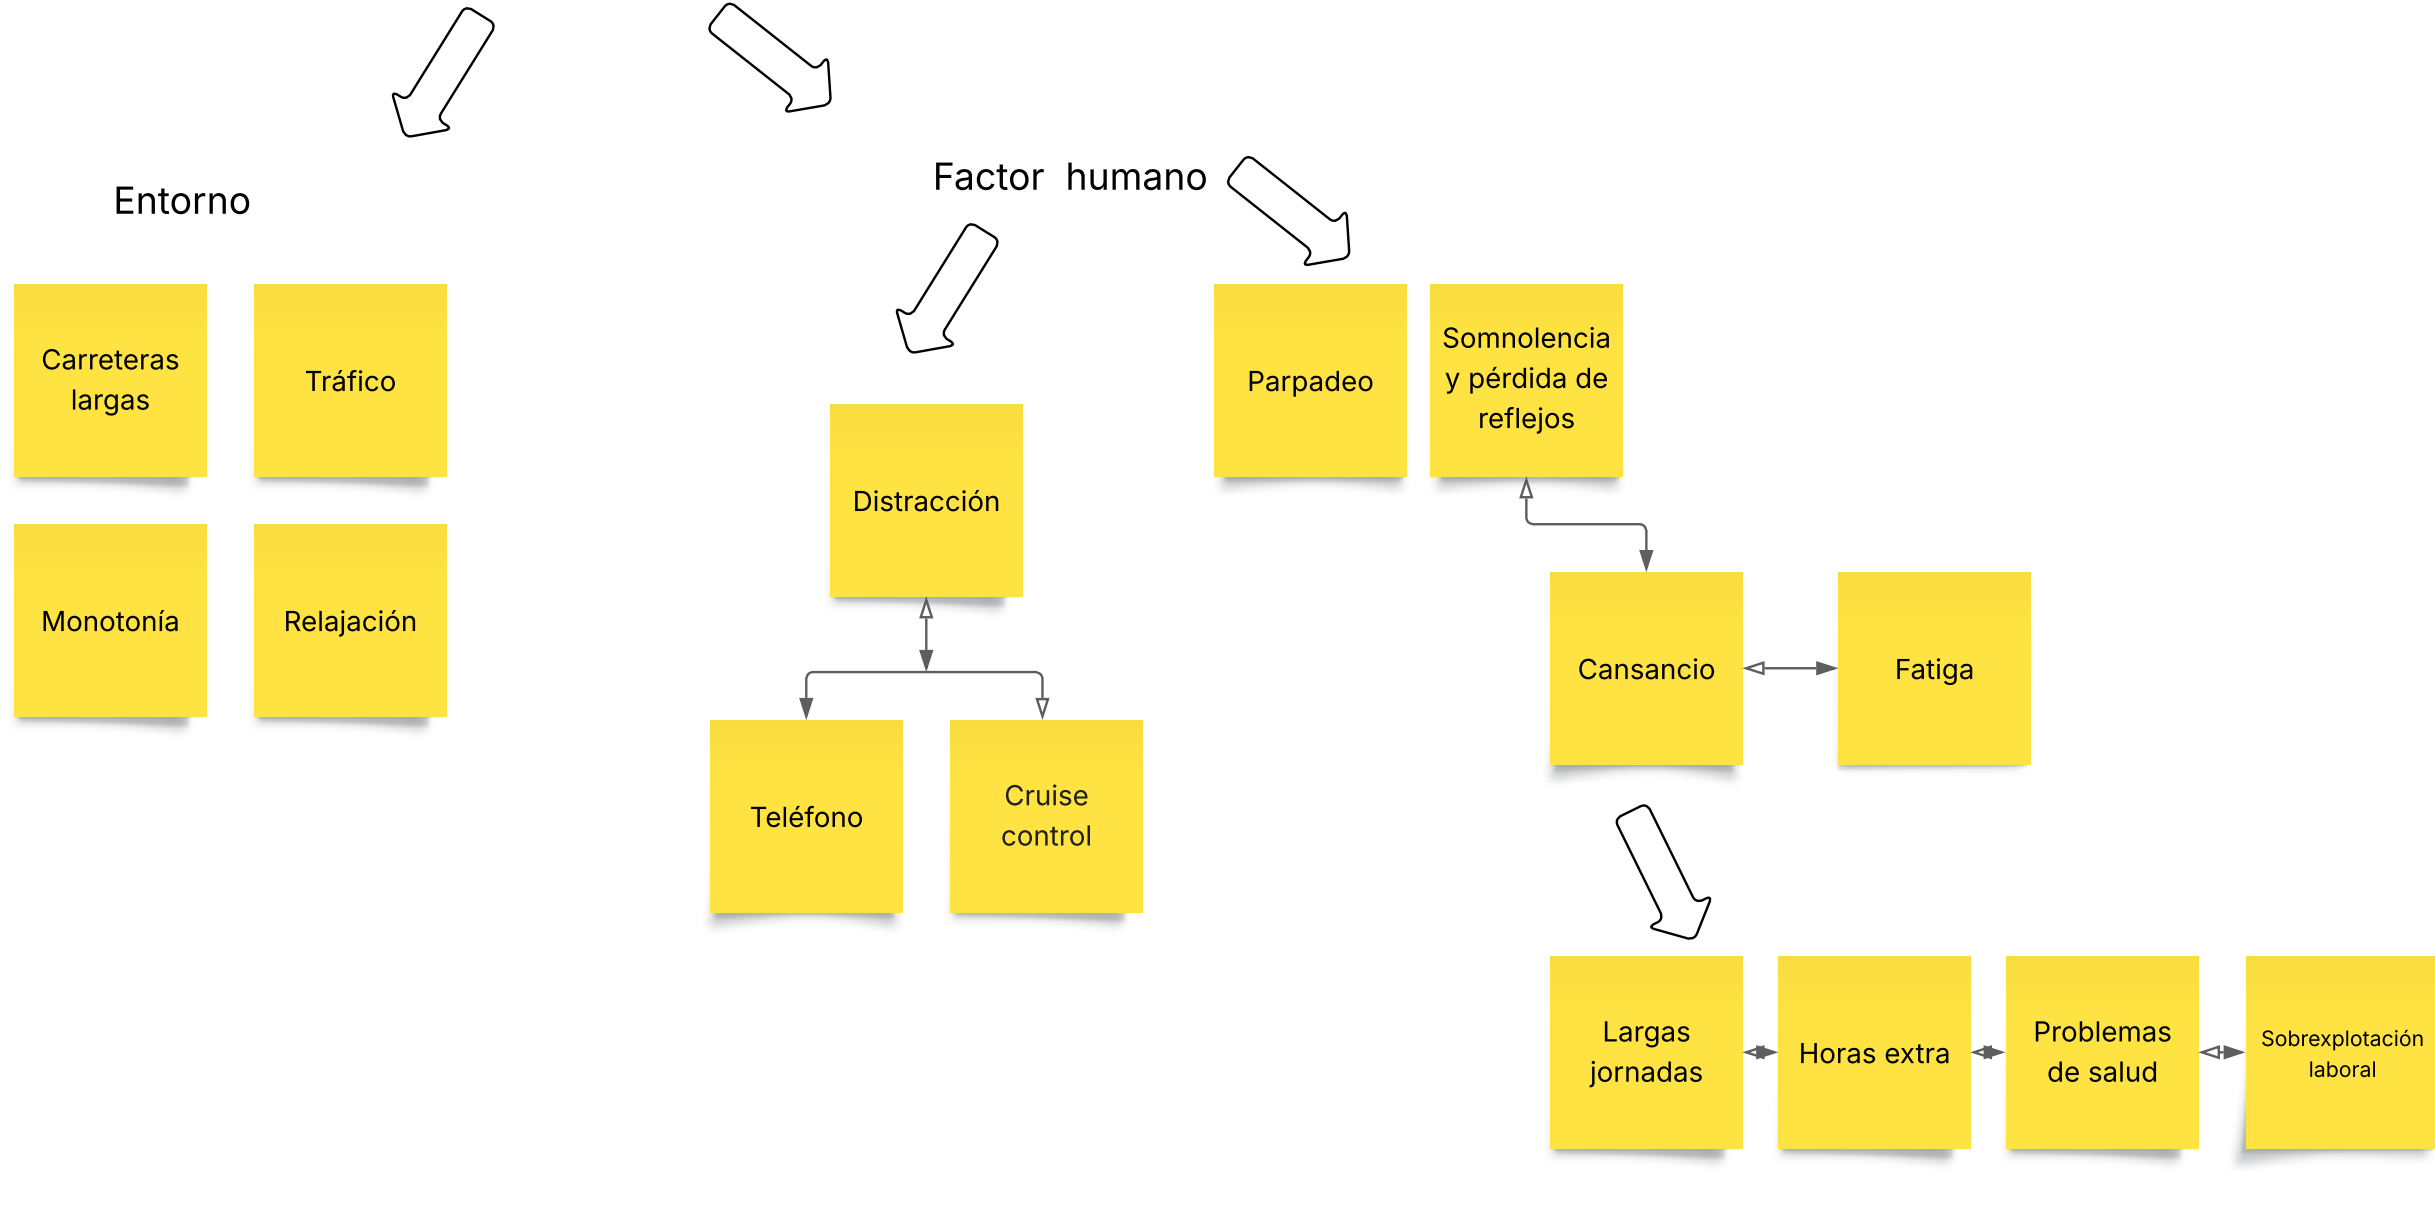 Entorno
Factor humano
Carreteras
largas
Tráfico
Monotonía
Relajación
Distracción
Teléfono
Cruise
control
Parpadeo
Somnolencia
y pérdida de
reflejos
Cansancio
Fatiga
Largas
jornadas
Horas extra
Problemas
de salud
Sobrexplotación
laboral